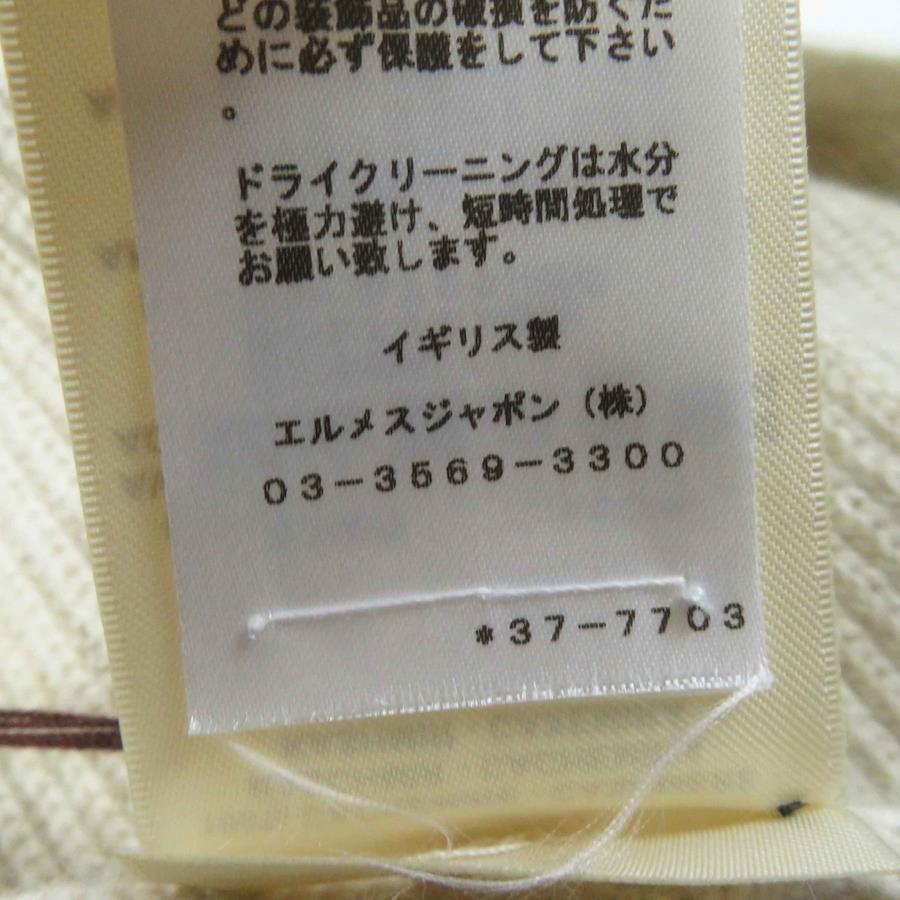 どの装飾品の破損を防ぐた
めに必ず保護をして下さい
。
ドライクリーニングは水分
を極力避け、短時間処理で
お願い致します。
イギリス製
エルメスジャポン（株）
03-3569-3300
*37-7703